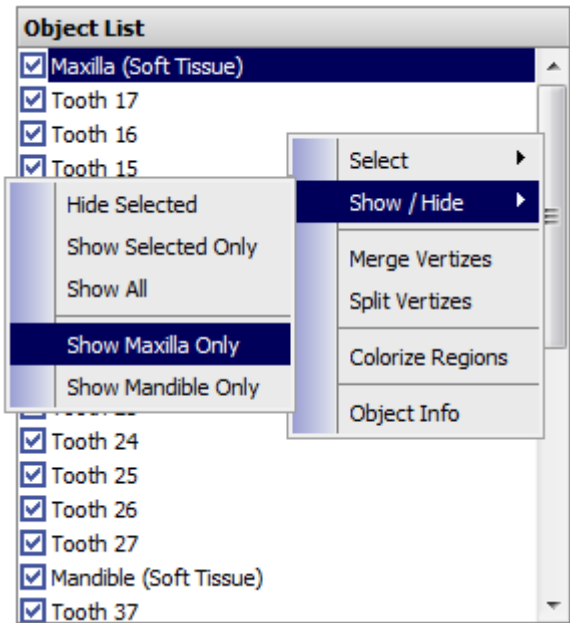 Object List
Maxilla (Soft Tissue)
Tooth 17
Tooth 16
Tooth 15
Select
Show / Hide
Merge Vertizes
Split Vertizes
Colorize Regions
Object Info
Hide Selected
Show Selected Only
Show All
Show Maxilla Only
Show Mandible Only
Tooth 24
Tooth 25
Tooth 26
Tooth 27
Mandible (Soft Tissue)
Tooth 37